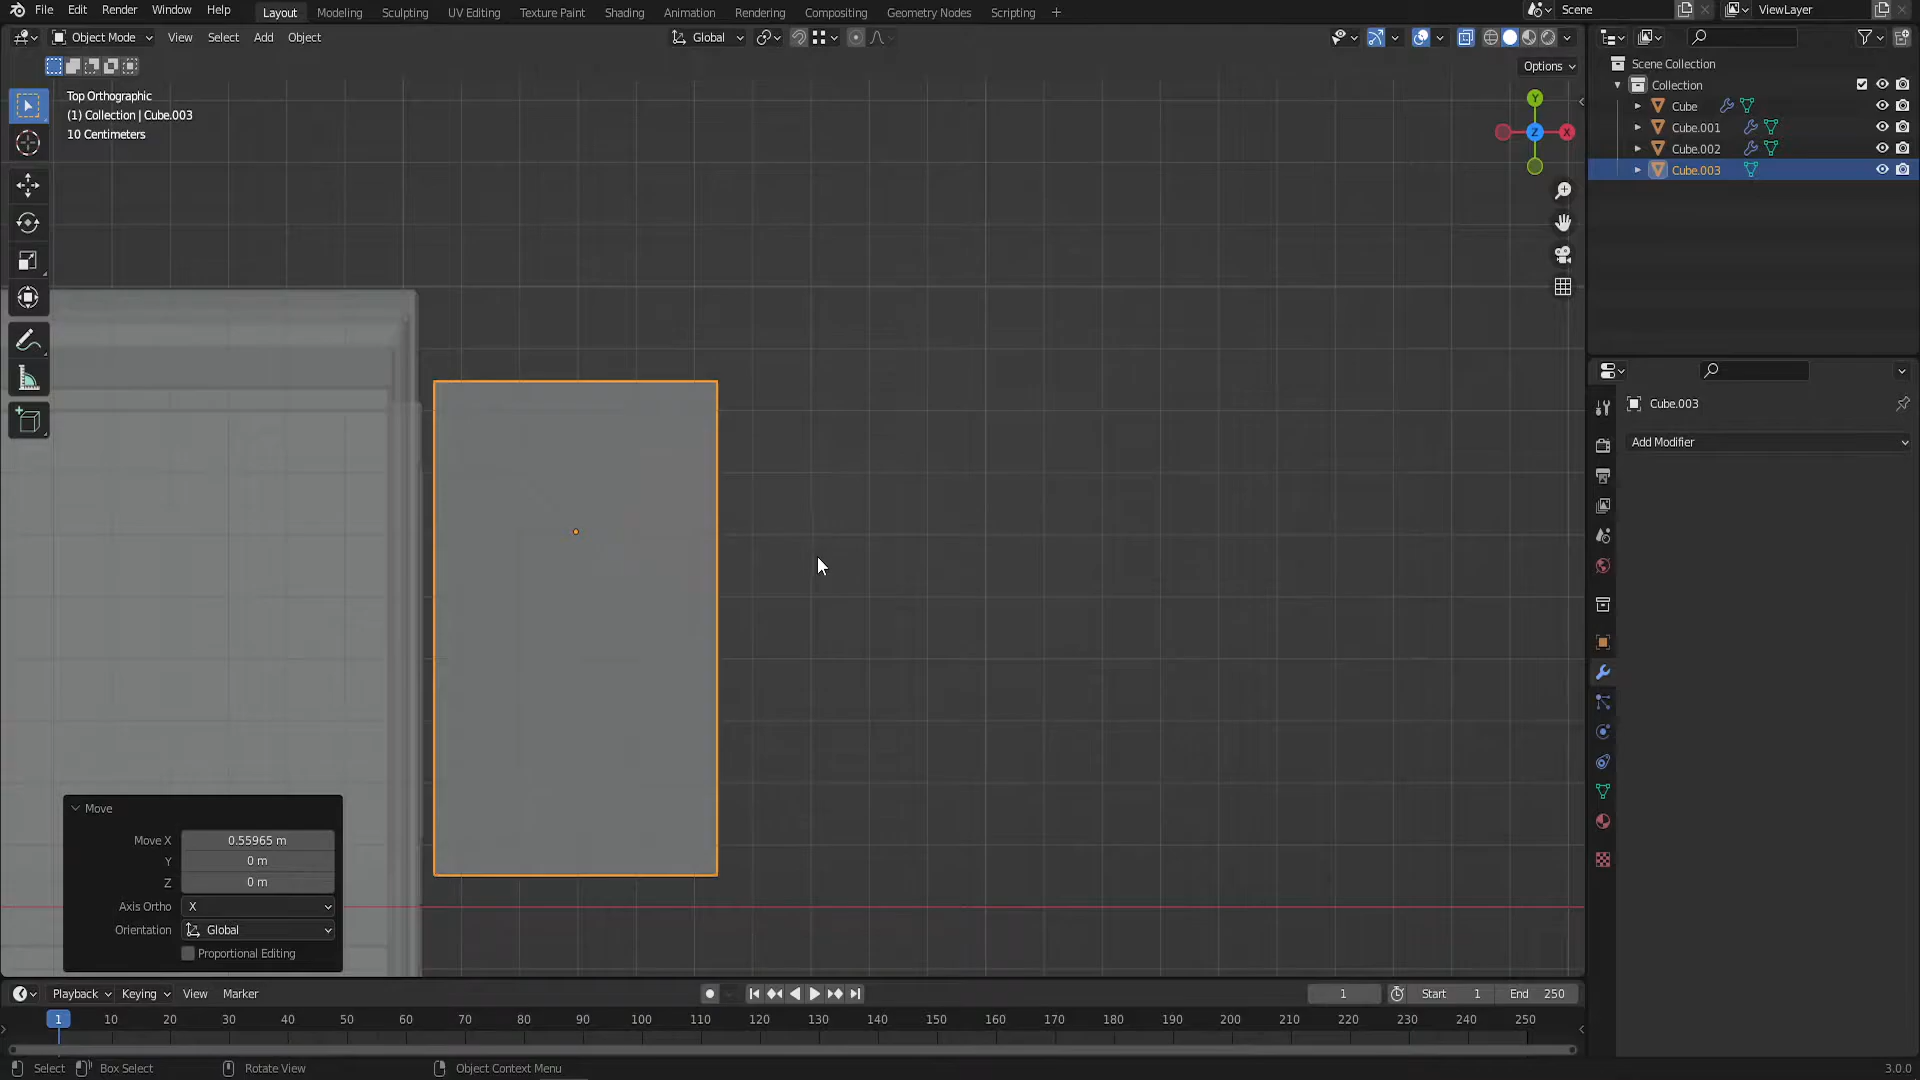 File Edit Render Window Help Layout Modeling Sculpting UV Editing Texture Paint Shading Animation Rendering Compositing Geometry Nodes Scripting + Scene ViewLayer
Object Mode View Select Add Object Global
Options
Top Orthographic
(1) Collection | Cube.003
10 Centimeters
Y
X
Z
Scene Collection
Collection
Cube
Cube.001
Cube.002
Cube.003
Cube.003
Add Modifier
Move
Move X 0.55965 m
Y 0 m
Z 0 m
Axis Ortho X
Orientation Global
Proportional Editing
Playback Keying View Marker 1 Start 1 End 250
1 10 20 30 40 50 60 70 80 90 100 110 120 130 140 150 160 170 180 190 200 210 220 230 240 250
Select Box Select Rotate View Object Context Menu 3.0.0